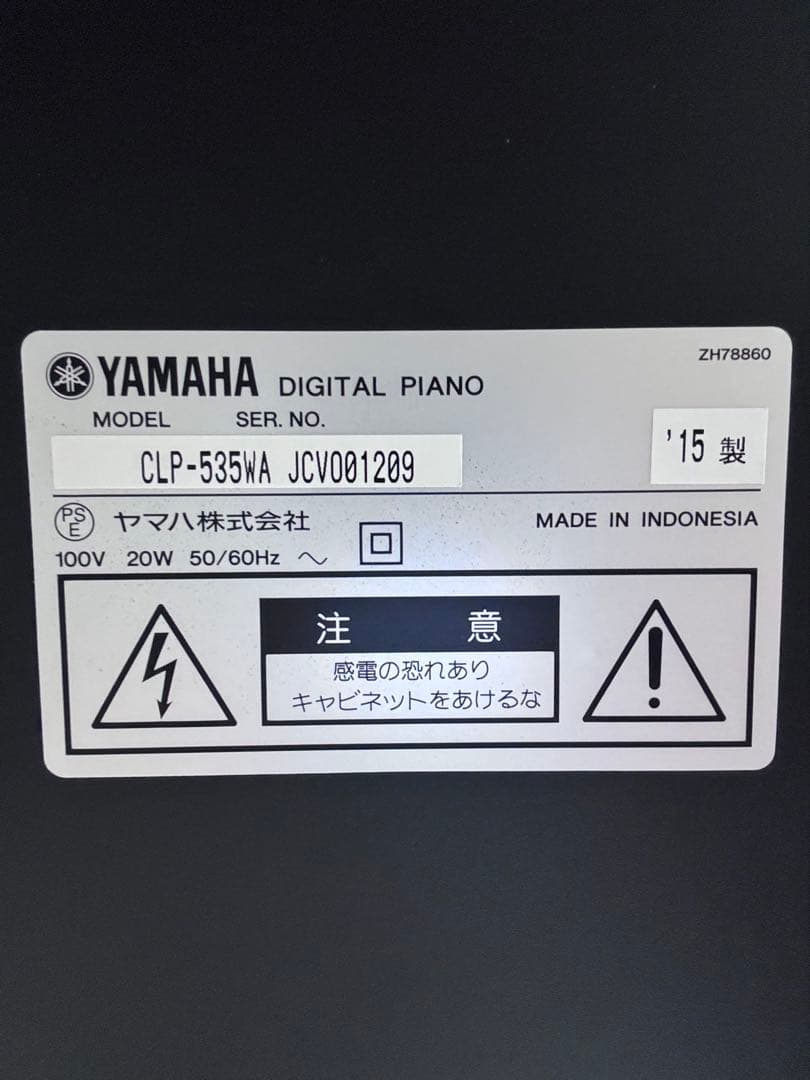 ZH78860
YAMAHA DIGITAL PIANO
MODEL SER. NO.
CLP-535WA JCVO01209
'15 製
PSE ヤマハ株式会社
MADE IN INDONESIA
100V 20W 50/60Hz ～
注 意
感電の恐れあり
キャビネットをあけるな